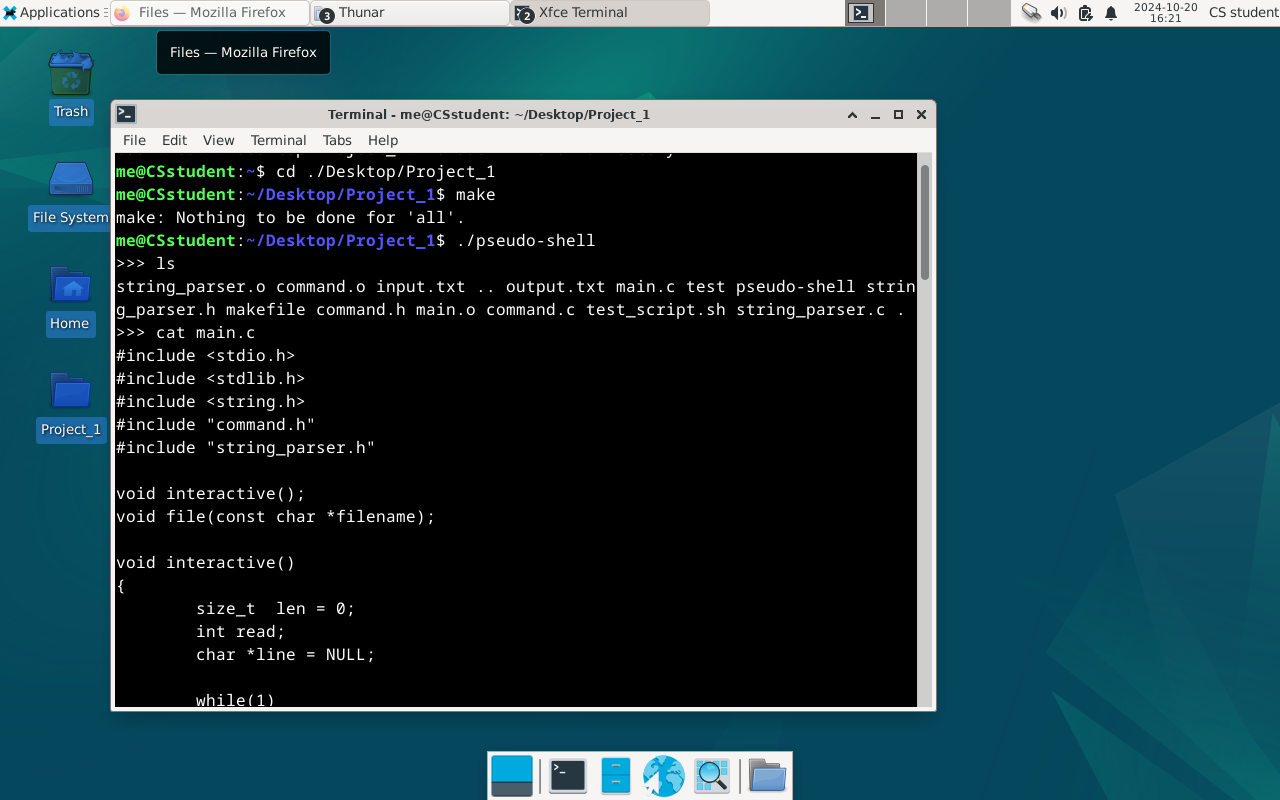 Applications
Files — Mozilla Firefox
3 Thunar
2 Xfce Terminal
2024-10-20
16:21
CS student
Files — Mozilla Firefox
Trash
File System
Home
Project_1
Terminal - me@CSstudent: ~/Desktop/Project_1
File Edit View Terminal Tabs Help
me@CSstudent:~$ cd ./Desktop/Project_1
me@CSstudent:~/Desktop/Project_1$ make
make: Nothing to be done for 'all'.
me@CSstudent:~/Desktop/Project_1$ ./pseudo-shell
>>> ls
string_parser.o command.o input.txt .. output.txt main.c test pseudo-shell strin
g_parser.h makefile command.h main.o command.c test_script.sh string_parser.c .
>>> cat main.c
#include <stdio.h>
#include <stdlib.h>
#include <string.h>
#include "command.h"
#include "string_parser.h"
void interactive();
void file(const char *filename);
void interactive()
{
size_t  len = 0;
int read;
char *line = NULL;
while(1)